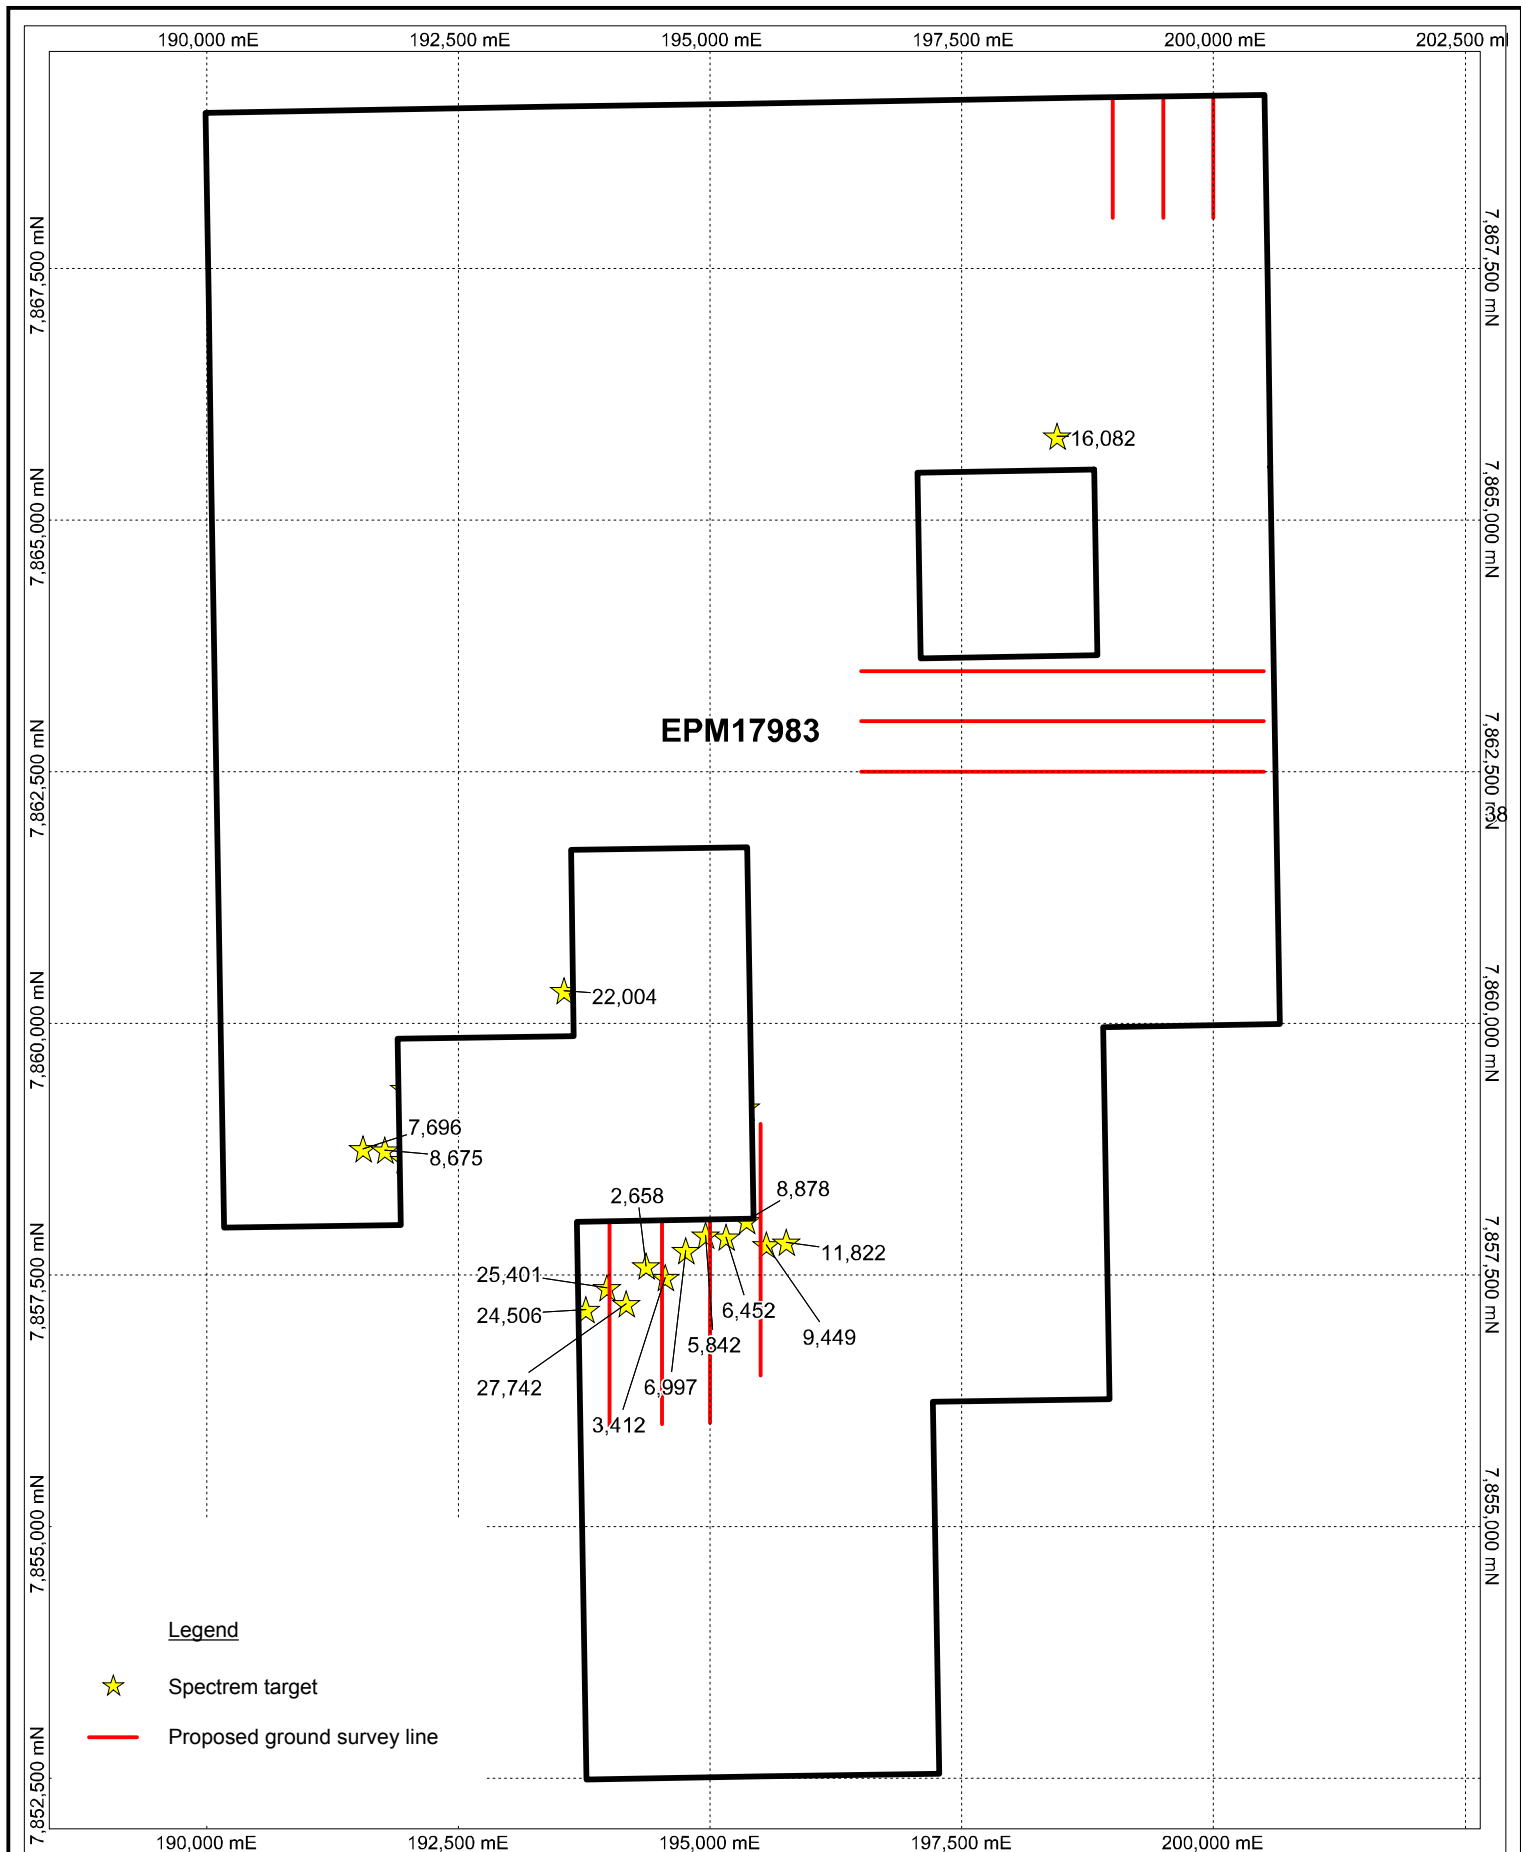 190,000 mE
192,500 mE
195,000 mE
197,500 mE
200,000 mE
202,500 m
7,867,500 mN
7,867,500 mN
16,082
7,865,000 mN
7,865,000 mN
EPM17983
7,862,500 mN
7,862,500 mN
38
22,004
7,860,000 mN
7,860,000 mN
7,696
8,675
2,658
8,878
11,822
25,401
24,506
6,452
9,449
5,842
27,742
6,997
3,412
7,857,500 mN
7,857,500 mN
7,855,000 mN
7,855,000 mN
Legend
Spectrem target
Proposed ground survey line
7,852,500 mN
190,000 mE
192,500 mE
195,000 mE
197,500 mE
200,000 mE